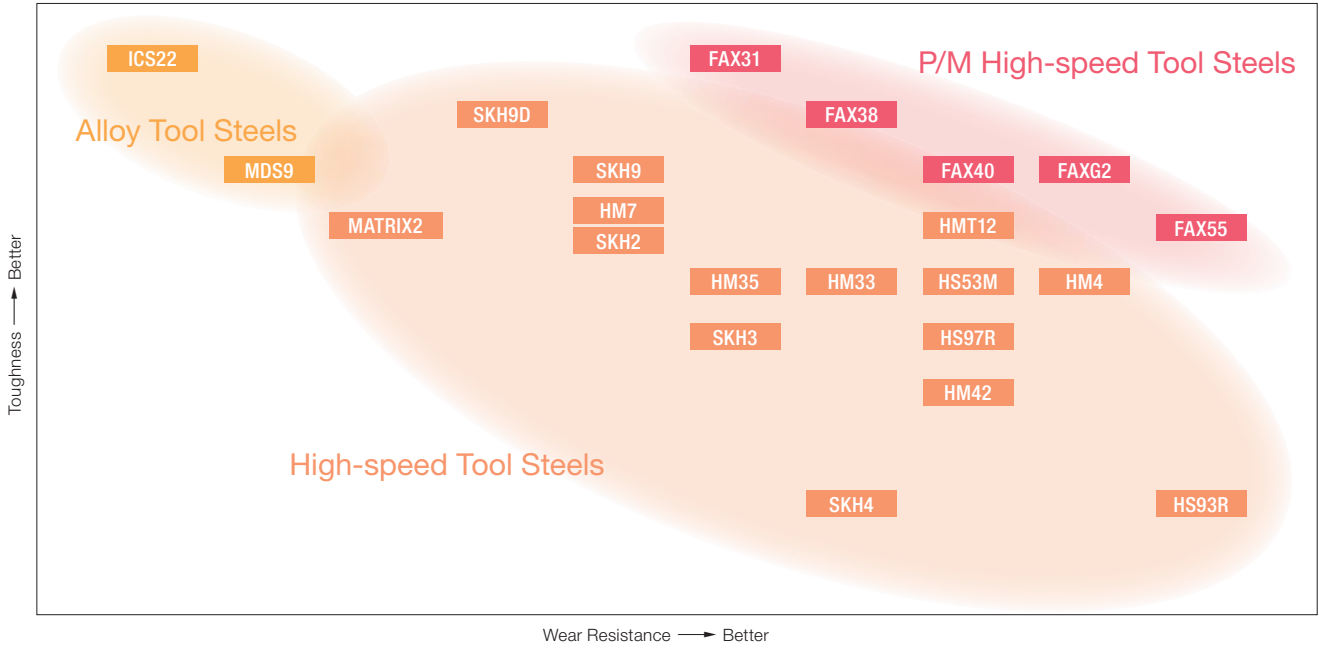 ICS22
FAX31
P/M High-speed Tool Steels
SKH9D
FAX38
Alloy Tool Steels
MDS9
SKH9
FAX40
FAXG2
HM7
MATRIX2
HMT12
FAX55
SKH2
HM35
HM33
HS53M
HM4
SKH3
HS97R
HM42
High-speed Tool Steels
SKH4
HS93R
Toughness → Better
Wear Resistance → Better